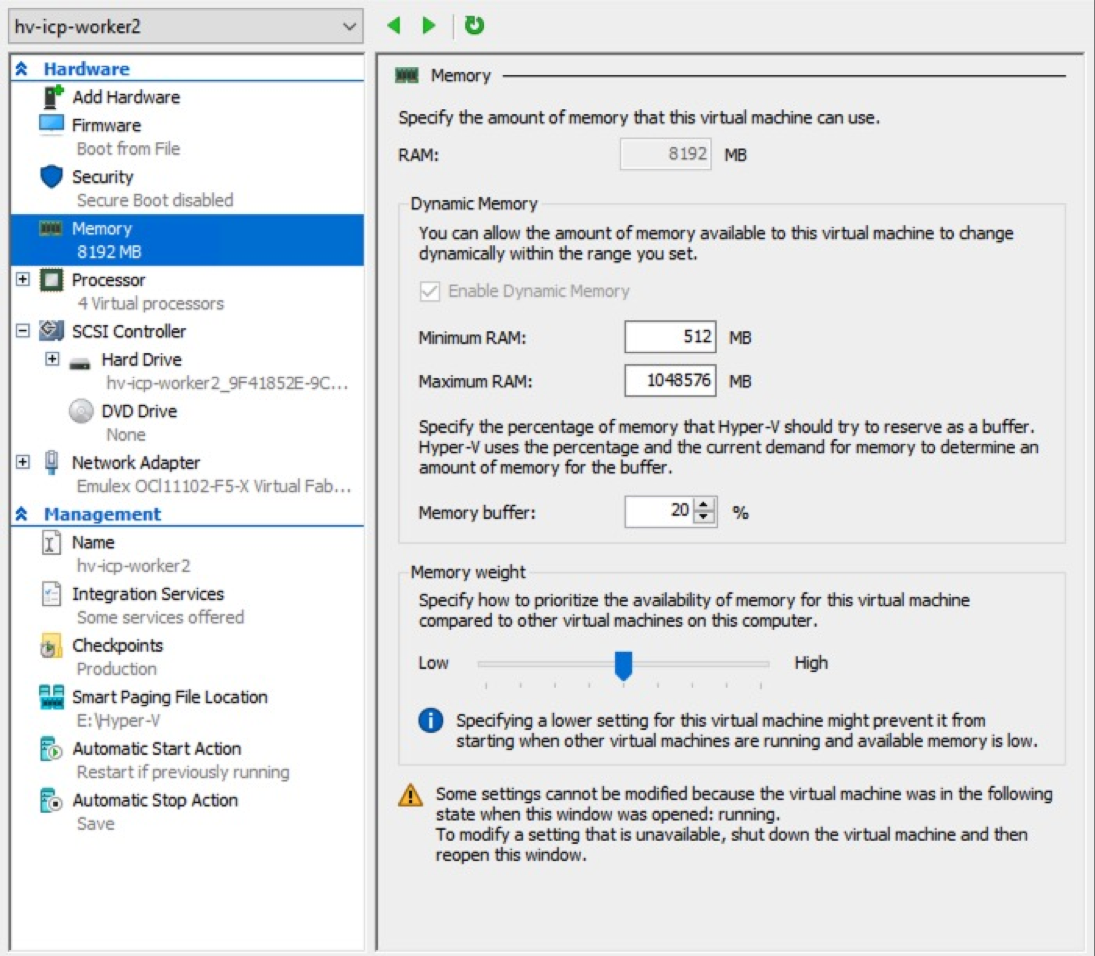 hv-icp-worker2
Hardware
Add Hardware
Firmware
Boot from File
Security
Secure Boot disabled
Memory
8192 MB
Processor
4 Virtual processors
SCSI Controller
Hard Drive
hv-icp-worker2_9F41852E-9C...
DVD Drive
None
Network Adapter
Emulex OCl11102-F5-X Virtual Fab...
Management
Name
hv-icp-worker2
Integration Services
Some services offered
Checkpoints
Production
Smart Paging File Location
E:\Hyper-V
Automatic Start Action
Restart if previously running
Automatic Stop Action
Save
Memory
Specify the amount of memory that this virtual machine can use.
RAM: 8192 MB
Dynamic Memory
You can allow the amount of memory available to this virtual machine to change
dynamically within the range you set.
Enable Dynamic Memory
Minimum RAM: 512 MB
Maximum RAM: 1048576 MB
Specify the percentage of memory that Hyper-V should try to reserve as a buffer.
Hyper-V uses the percentage and the current demand for memory to determine an
amount of memory for the buffer.
Memory buffer: 20 %
Memory weight
Specify how to prioritize the availability of memory for this virtual machine
compared to other virtual machines on this computer.
Low High
Specifying a lower setting for this virtual machine might prevent it from
starting when other virtual machines are running and available memory is low.
Some settings cannot be modified because the virtual machine was in the following
state when this window was opened: running.
To modify a setting that is unavailable, shut down the virtual machine and then
reopen this window.